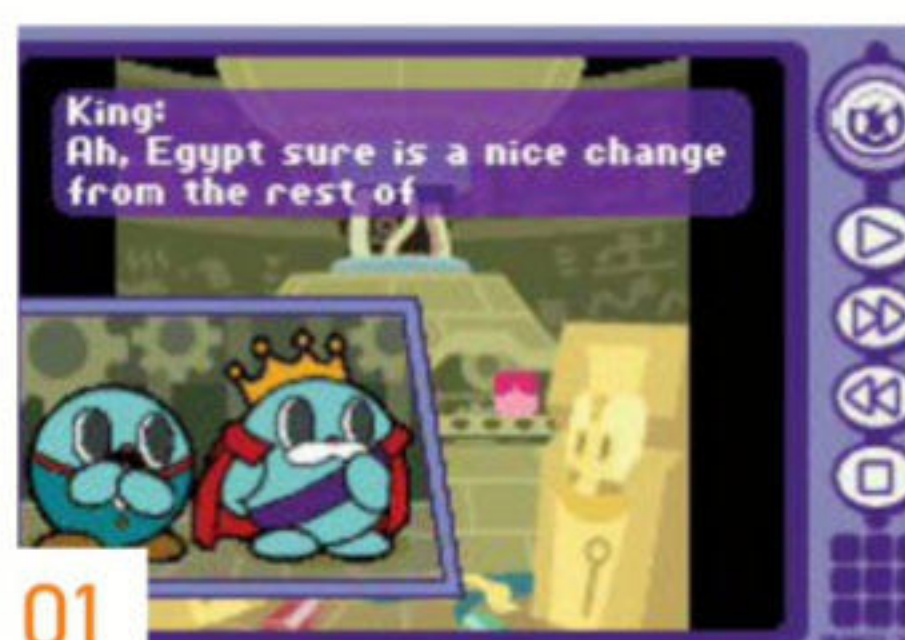 King:
Ah, Egypt sure is a nice change
from the rest of
01